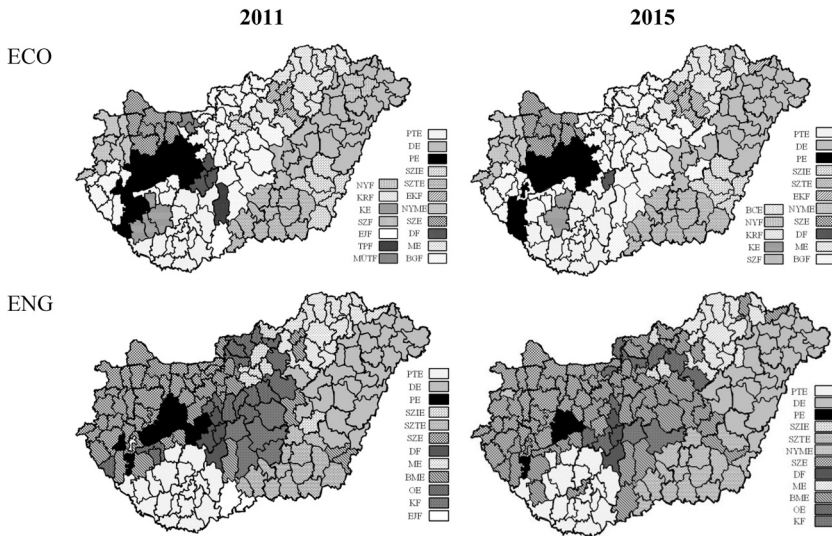 2011
2015
ECO
PTE
DE
PE
SZIE
NYF SZTE
KRF EKF
KE NYME
SZF SZE
EJF DF
TPF ME
MÜTF BGF
PTE
DE
PE
SZIE
SZTE
EKF
BCE NYME
NYF SZE
KRF DF
KE ME
SZF BGF
ENG
PTE
DE
PE
SZIE
SZTE
SZE
DF
ME
BME
OE
KF
EJF
PTE
DE
PE
SZIE
SZTE
NYME
SZE
DF
ME
BME
OE
KF